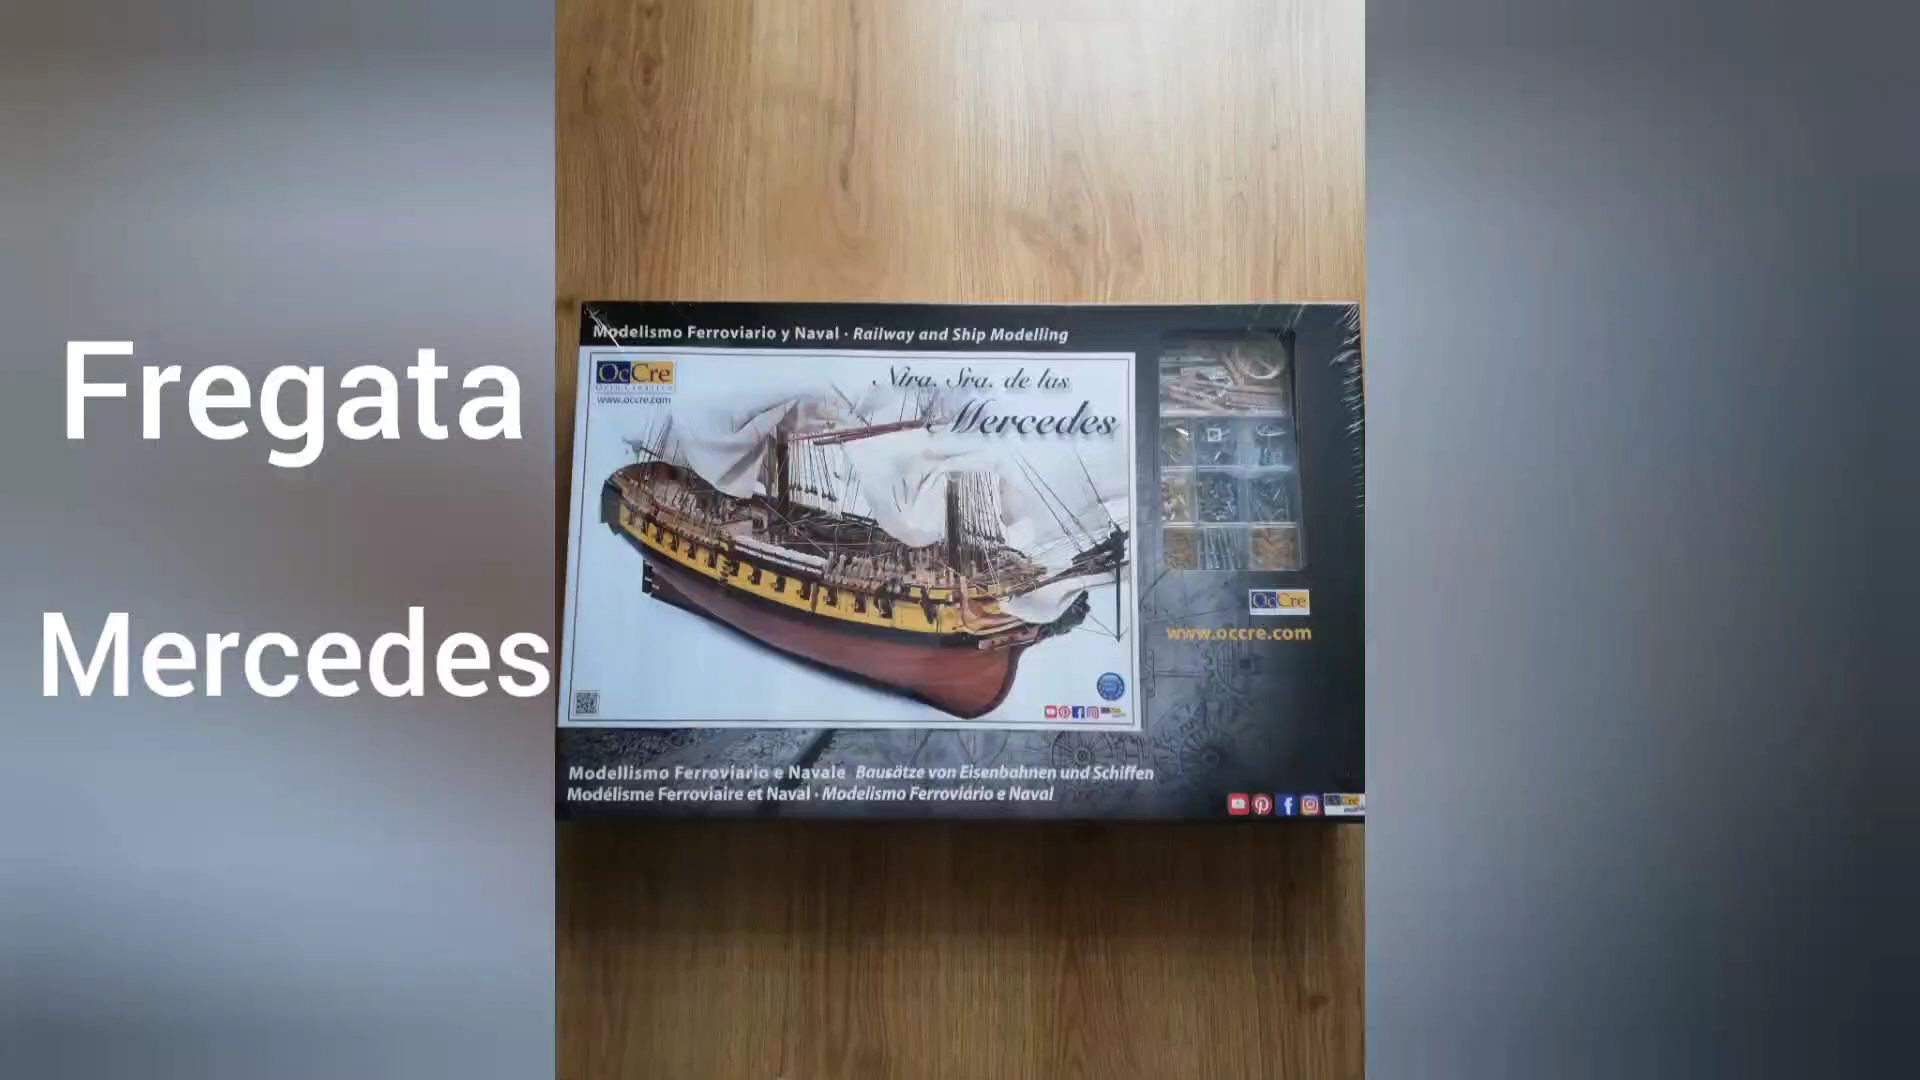 Fregata
Mercedes
Modelismo Ferroviario y Naval · Railway and Ship Modelling
OcCre
www.occre.com
Ntra. Sra. de las
Mercedes
OcCre
www.occre.com
Modellismo Ferroviario e Navale Bausätze von Eisenbahnen und Schiffen
Modélisme Ferroviaire et Naval · Modelismo Ferroviário e Naval